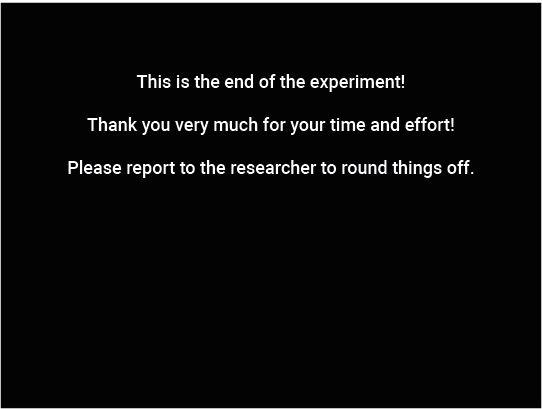 This is the end of the experiment!
Thank you very much for your time and effort!
Please report to the researcher to round things off.